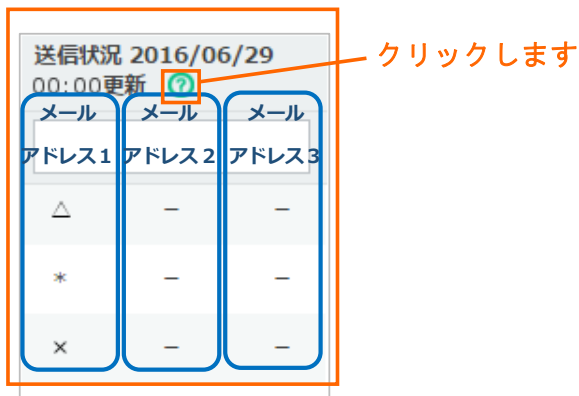 送信状況 2016/06/29
00:00更新 ?
クリックします
メール メール メール
アドレス1 アドレス2 アドレス3
△ － －
* － －
× － －